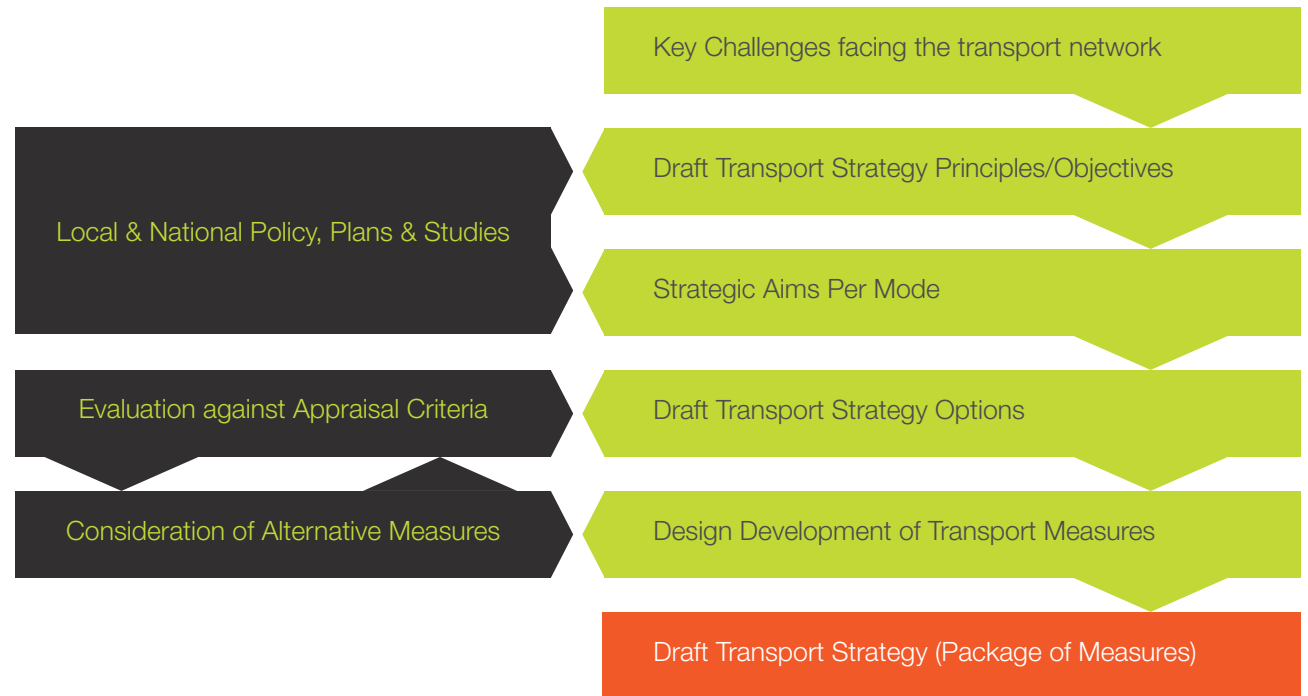 Key Challenges facing the transport network
Local & National Policy, Plans & Studies
Draft Transport Strategy Principles/Objectives
Strategic Aims Per Mode
Evaluation against Appraisal Criteria
Draft Transport Strategy Options
Consideration of Alternative Measures
Design Development of Transport Measures
Draft Transport Strategy (Package of Measures)